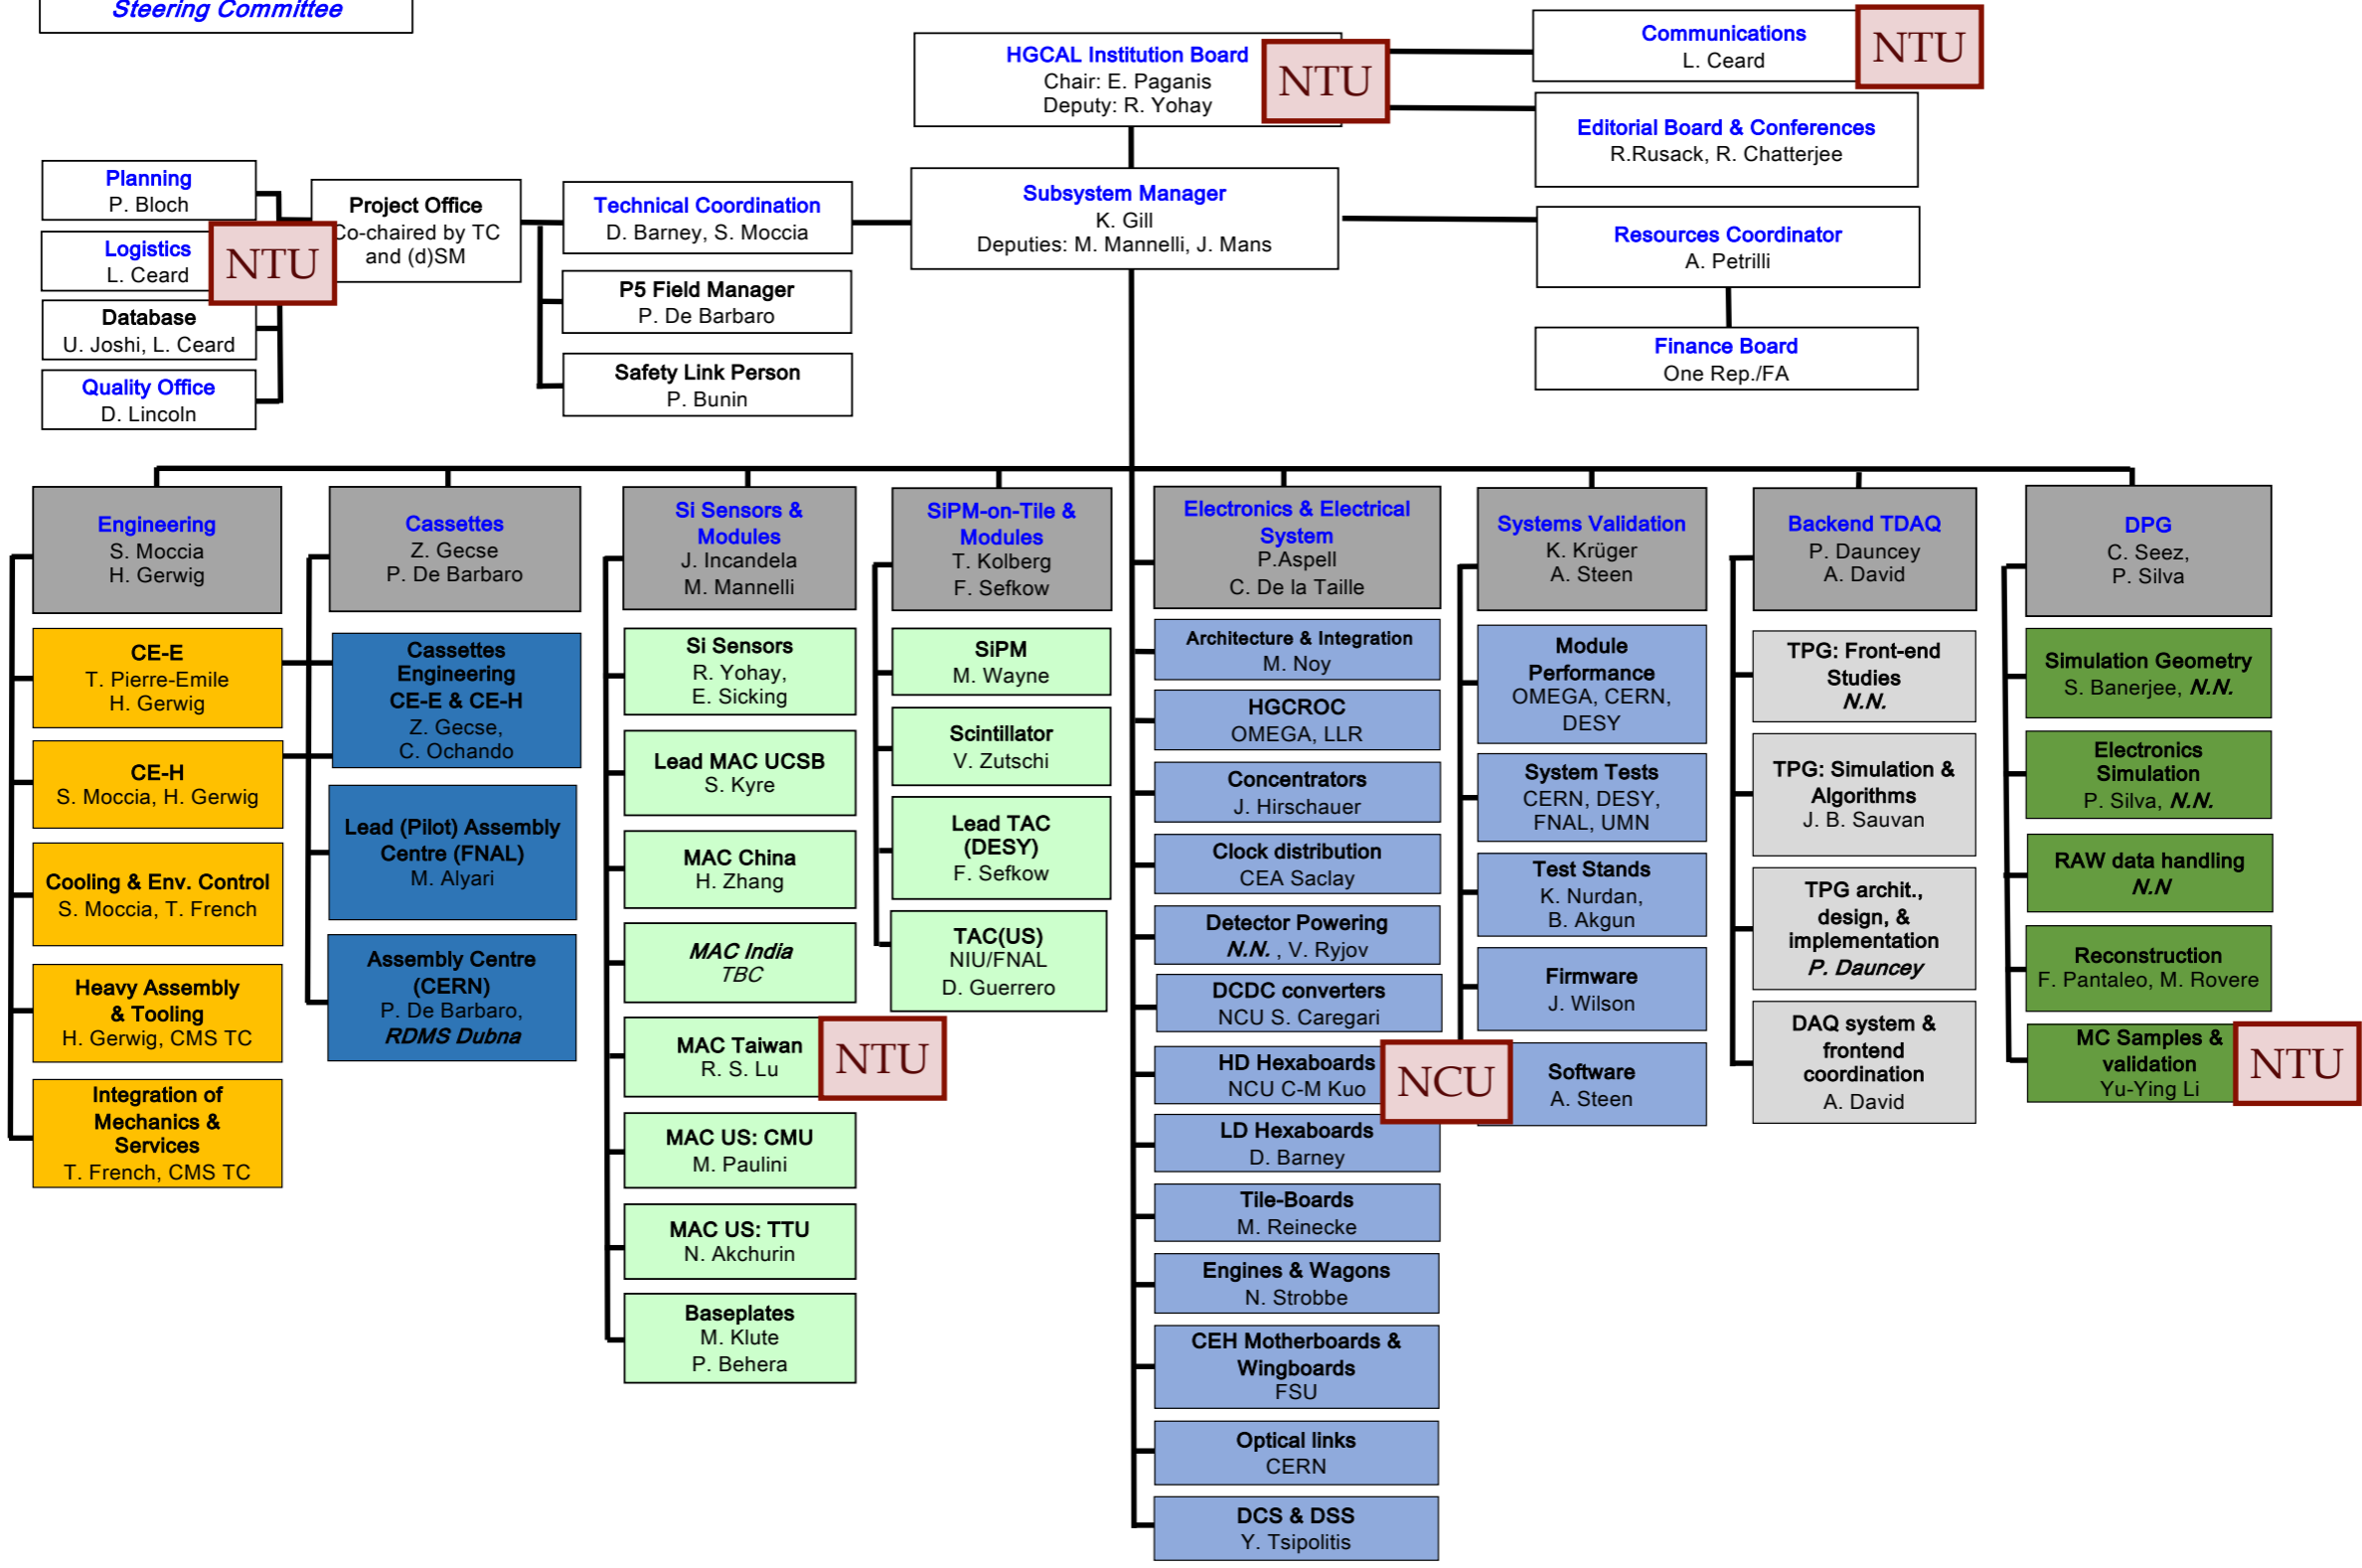 Steering Committee
HGCAL Institution Board
Chair: E. Paganis
Deputy: R. Yohay
NTU
Communications
L. Ceard
NTU
Editorial Board & Conferences
R.Rusack, R. Chatterjee
Planning
P. Bloch
Logistics
L. Ceard
NTU
Database
U. Joshi, L. Ceard
Quality Office
D. Lincoln
Project Office
Co-chaired by TC
and (d)SM
Technical Coordination
D. Barney, S. Moccia
P5 Field Manager
P. De Barbaro
Safety Link Person
P. Bunin
Subsystem Manager
K. Gill
Deputies: M. Mannelli, J. Mans
Resources Coordinator
A. Petrilli
Finance Board
One Rep./FA
Engineering
S. Moccia
H. Gerwig
CE-E
T. Pierre-Emile
H. Gerwig
CE-H
S. Moccia, H. Gerwig
Cooling & Env. Control
S. Moccia, T. French
Heavy Assembly
& Tooling
H. Gerwig, CMS TC
Integration of
Mechanics &
Services
T. French, CMS TC
Cassettes
Z. Gecse
P. De Barbaro
Cassettes
Engineering
CE-E & CE-H
Z. Gecse,
C. Ochando
Lead (Pilot) Assembly
Centre (FNAL)
M. Alyari
Assembly Centre
(CERN)
P. De Barbaro,
RDMS Dubna
Si Sensors &
Modules
J. Incandela
M. Mannelli
Si Sensors
R. Yohay,
E. Sicking
Lead MAC UCSB
S. Kyre
MAC China
H. Zhang
MAC India
TBC
MAC Taiwan
R. S. Lu
NTU
MAC US: CMU
M. Paulini
MAC US: TTU
N. Akchurin
Baseplates
M. Klute
P. Behera
SiPM-on-Tile &
Modules
T. Kolberg
F. Sefkow
SiPM
M. Wayne
Scintillator
V. Zutschi
Lead TAC
(DESY)
F. Sefkow
TAC(US)
NIU/FNAL
D. Guerrero
Electronics & Electrical
System
P.Aspell
C. De la Taille
Architecture & Integration
M. Noy
HGCROC
OMEGA, LLR
Concentrators
J. Hirschauer
Clock distribution
CEA Saclay
Detector Powering
N.N. , V. Ryjov
DCDC converters
NCU S. Caregari
HD Hexaboards
NCU C-M Kuo
NCU
LD Hexaboards
D. Barney
Tile-Boards
M. Reinecke
Engines & Wagons
N. Strobbe
CEH Motherboards &
Wingboards
FSU
Optical links
CERN
DCS & DSS
Y. Tsipolitis
Systems Validation
K. Krüger
A. Steen
Module
Performance
OMEGA, CERN,
DESY
System Tests
CERN, DESY,
FNAL, UMN
Test Stands
K. Nurdan,
B. Akgun
Firmware
J. Wilson
Software
A. Steen
Backend TDAQ
P. Dauncey
A. David
TPG: Front-end
Studies
N.N.
TPG: Simulation &
Algorithms
J. B. Sauvan
TPG archit.,
design, &
implementation
P. Dauncey
DAQ system &
frontend
coordination
A. David
DPG
C. Seez,
P. Silva
Simulation Geometry
S. Banerjee, N.N.
Electronics
Simulation
P. Silva, N.N.
RAW data handling
N.N
Reconstruction
F. Pantaleo, M. Rovere
MC Samples &
validation
Yu-Ying Li
NTU